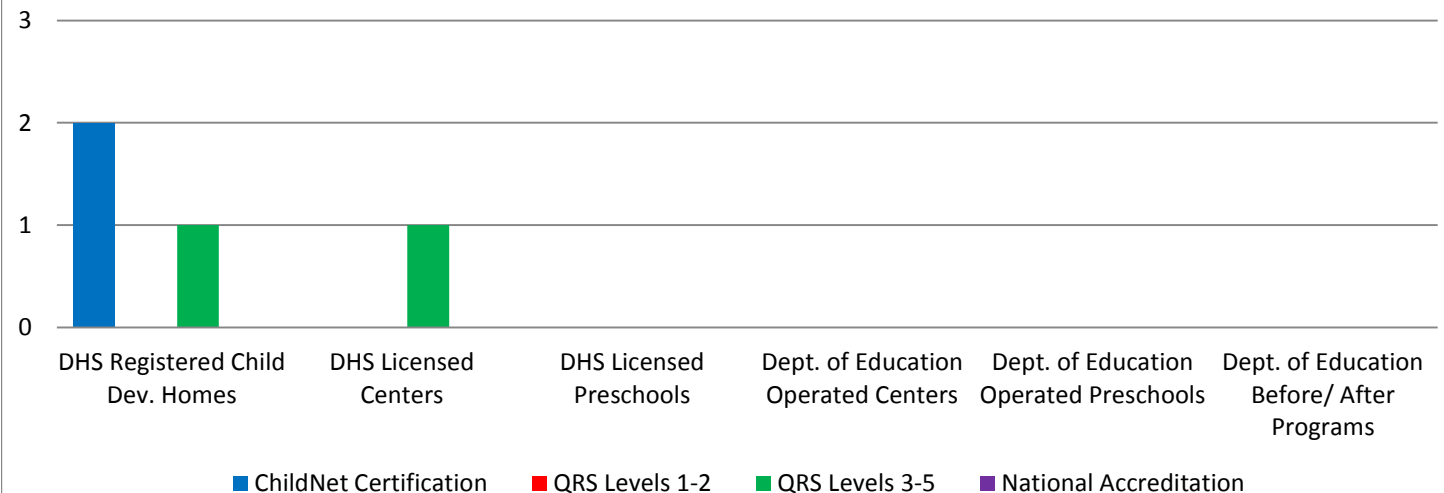 3
2
1
0
DHS Registered Child
Dev. Homes
DHS Licensed
Centers
DHS Licensed
Preschools
Dept. of Education
Operated Centers
Dept. of Education
Operated Preschools
Dept. of Education
Before/ After
Programs
ChildNet Certification
QRS Levels 1-2
QRS Levels 3-5
National Accreditation